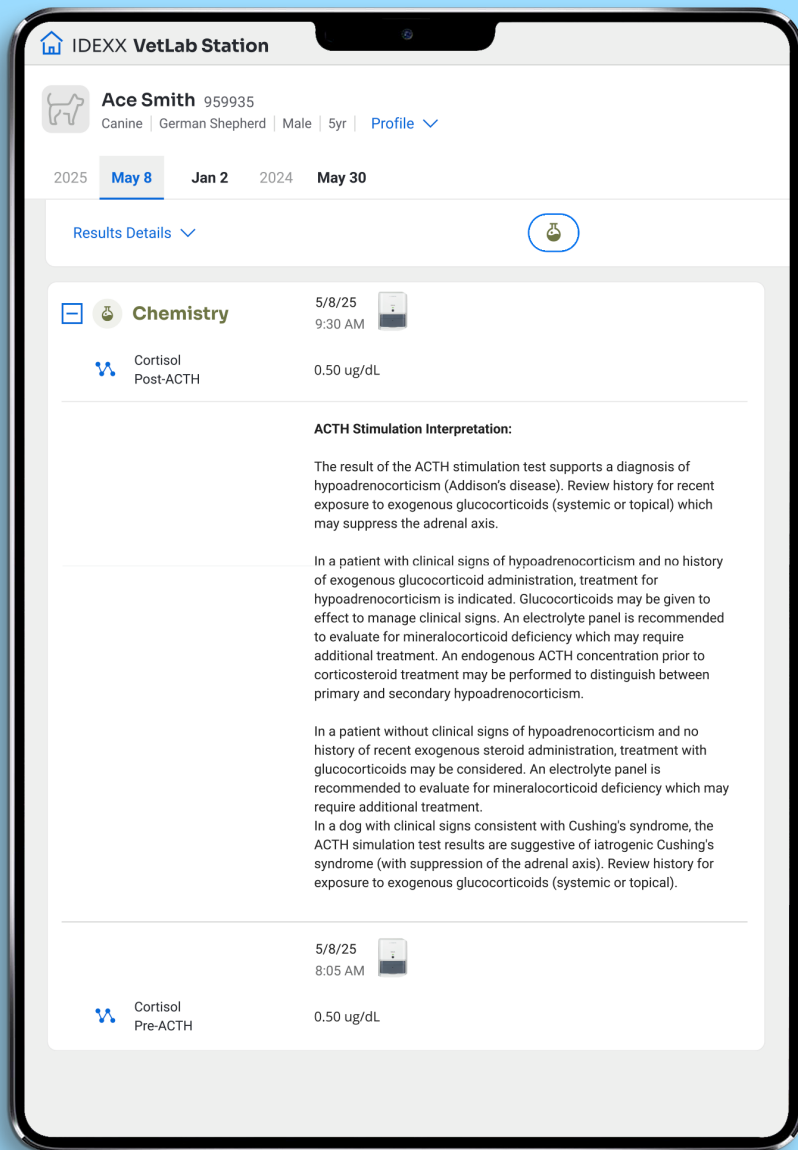 IDEXX VetLab Station
Ace Smith 959935
Canine | German Shepherd | Male | 5yr | Profile
2025 May 8 Jan 2 2024 May 30
Results Details
Chemistry
5/8/25
9:30 AM
Cortisol
Post-ACTH
0.50 ug/dL
ACTH Stimulation Interpretation:
The result of the ACTH stimulation test supports a diagnosis of
hypoadrenocorticism (Addison's disease). Review history for recent
exposure to exogenous glucocorticoids (systemic or topical) which
may suppress the adrenal axis.
In a patient with clinical signs of hypoadrenocorticism and no history
of exogenous glucocorticoid administration, treatment for
hypoadrenocorticism is indicated. Glucocorticoids may be given to
effect to manage clinical signs. An electrolyte panel is recommended
to evaluate for mineralocorticoid deficiency which may require
additional treatment. An endogenous ACTH concentration prior to
corticosteroid treatment may be performed to distinguish between
primary and secondary hypoadrenocorticism.
In a patient without clinical signs of hypoadrenocorticism and no
history of recent exogenous steroid administration, treatment with
glucocorticoids may be considered. An electrolyte panel is
recommended to evaluate for mineralocorticoid deficiency which may
require additional treatment.
In a dog with clinical signs consistent with Cushing's syndrome, the
ACTH simulation test results are suggestive of iatrogenic Cushing's
syndrome (with suppression of the adrenal axis). Review history for
exposure to exogenous glucocorticoids (systemic or topical).
5/8/25
8:05 AM
Cortisol
Pre-ACTH
0.50 ug/dL